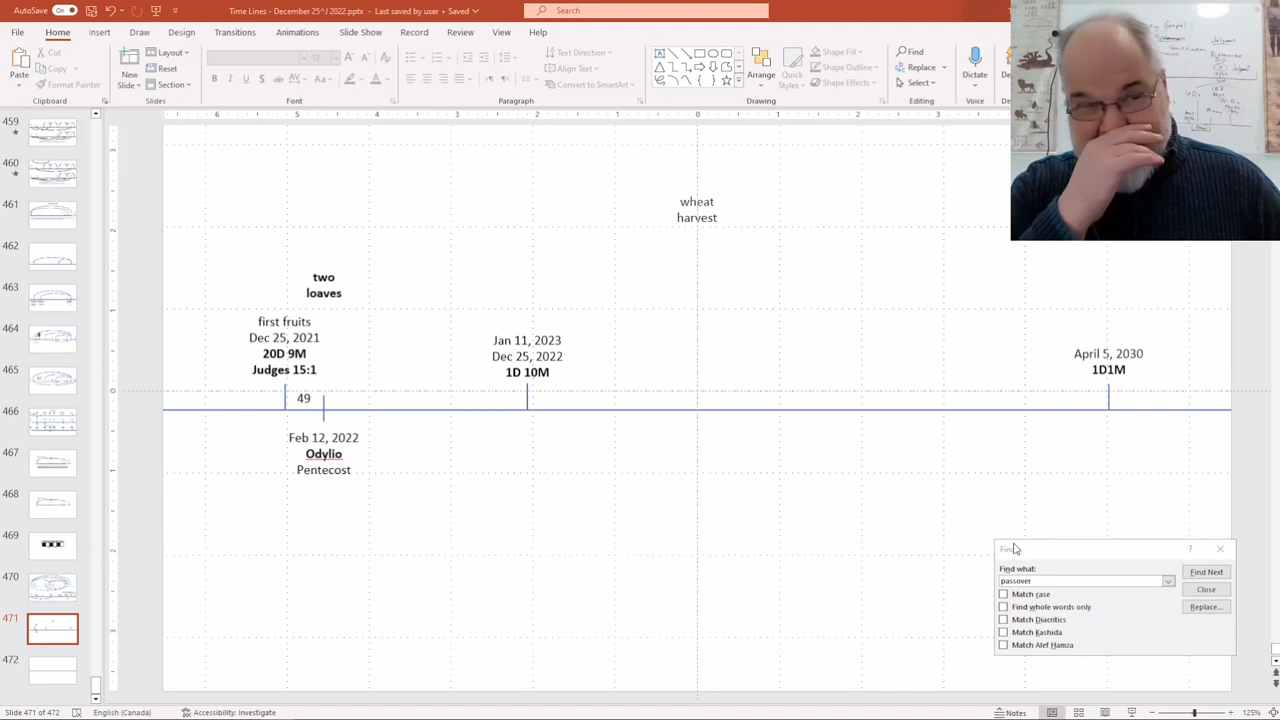 AutoSave On
Time Lines - December 25^J 2022.pptx • Last saved by user • Saved
Search
File Home Insert Draw Design Transitions Animations Slide Show Record Review View Help
Cut
Copy
Format Painter
Clipboard
New
Slide
Layout
Reset
Section
Slides
12
Font
Text Direction
Align Text
Convert to SmartArt
Paragraph
Arrange
Quick
Styles
Shape Fill
Shape Outline
Shape Effects
Drawing
Find
Replace
Select
Editing
Dictate
Voice
459
460
461
462
463
464
465
466
467
468
469
470
471
472
wheat
harvest
two
loaves
first fruits
Dec 25, 2021
20D 9M
Judges 15:1
49
Feb 12, 2022
Odylio
Pentecost
Jan 11, 2023
Dec 25, 2022
1D 10M
April 5, 2030
1D1M
Find what:
passover
Match case
Find whole words only
Match Diacritics
Match Kashida
Match Alef Hamza
Find Next
Close
Replace...
Slide 471 of 472 English (Canada) Accessibility: Investigate
Notes
125%